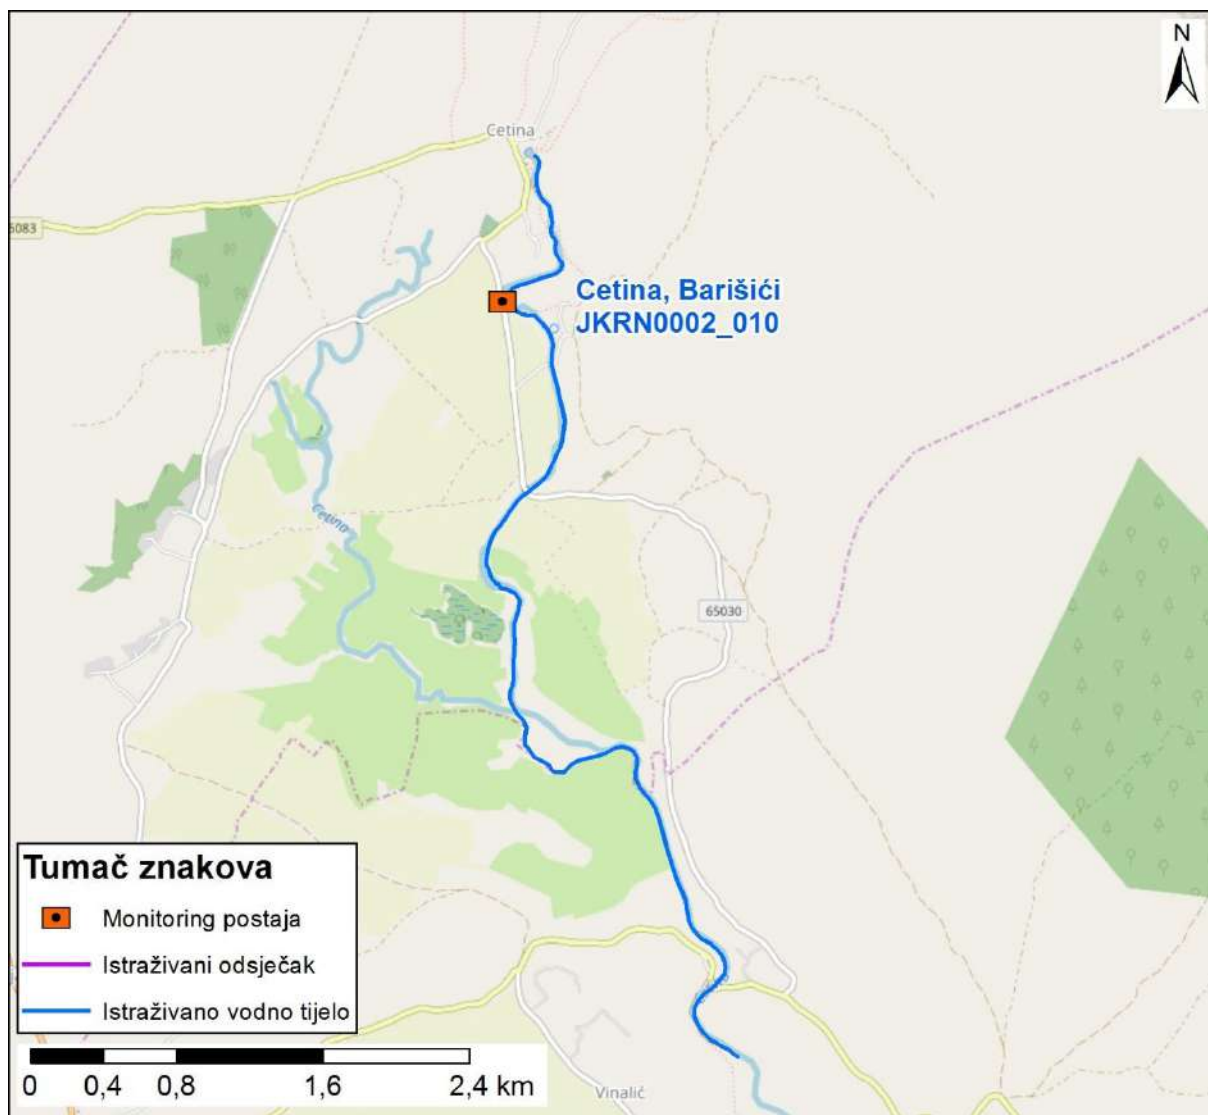 N
Cetina
5083
Cetina, Barišići
JKRN0002_010
Cetina
65030
Tumač znakova
Monitoring postaja
Istraživani odsječak
Istraživano vodno tijelo
0 0,4 0,8 1,6 2,4 km
Vinalić